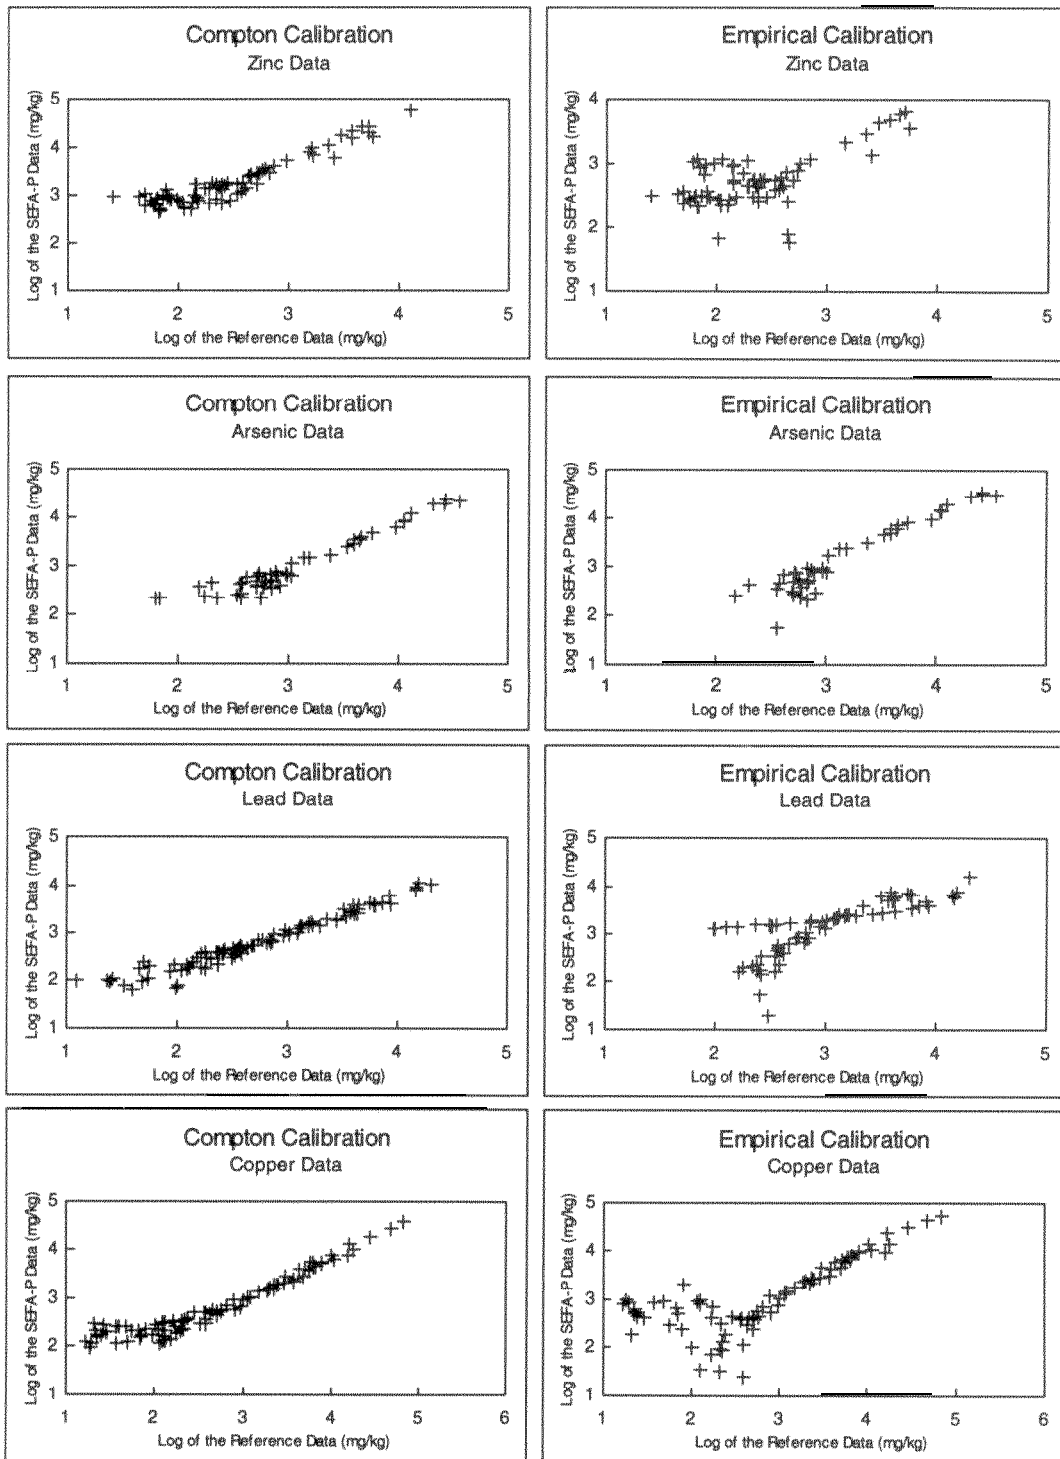 Compton Calibration
Zinc Data
Log of the SEFA-P Data (mg/kg)
5
4
3
2
1
1 2 3 4 5
Log of the Reference Data (mg/kg)
Empirical Calibration
Zinc Data
Log of the SEFA-P Data (mg/kg)
4
3
2
1
1 2 3 4 5
Log of the Reference Data (mg/kg)
Compton Calibration
Arsenic Data
Log of the SEFA-P Data (mg/kg)
5
4
3
2
1
1 2 3 4 5
Log of the Reference Data (mg/kg)
Empirical Calibration
Arsenic Data
Log of the SEFA-P Data (mg/kg)
5
4
3
2
1
1 2 3 4 5
Log of the Reference Data (mg/kg)
Compton Calibration
Lead Data
Log of the SEFA-P Data (mg/kg)
5
4
3
2
1
1 2 3 4 5
Log of the Reference Data (mg/kg)
Empirical Calibration
Lead Data
Log of the SEFA-P Data (mg/kg)
5
4
3
2
1
1 2 3 4 5
Log of the Reference Data (mg/kg)
Compton Calibration
Copper Data
Log of the SEFA-P Data (mg/kg)
5
4
3
2
1
1 2 3 4 5 6
Log of the Reference Data (mg/kg)
Empirical Calibration
Copper Data
Log of the SEFA-P Data (mg/kg)
5
4
3
2
1
1 2 3 4 5 6
Log of the Reference Data (mg/kg)